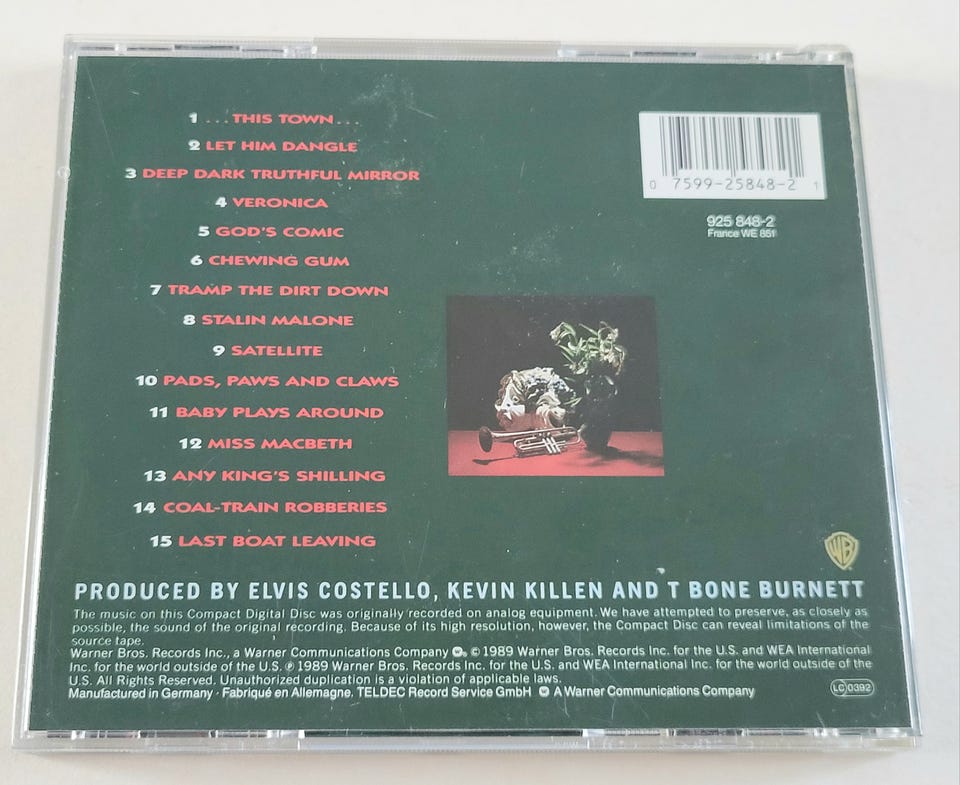 1 ...THIS TOWN...
2 LET HIM DANGLE
3 DEEP DARK TRUTHFUL MIRROR
4 VERONICA
5 GOD'S COMIC
6 CHEWING GUM
7 TRAMP THE DIRT DOWN
8 STALIN MALONE
9 SATELLITE
10 PADS, PAWS AND CLAWS
11 BABY PLAYS AROUND
12 MISS MACBETH
13 ANY KING'S SHILLING
14 COAL-TRAIN ROBBERIES
15 LAST BOAT LEAVING
0 7599-25848-2 1
925 848-2
France WE 851
WB
PRODUCED BY ELVIS COSTELLO, KEVIN KILLEN AND T BONE BURNETT
The music on this Compact Digital Disc was originally recorded on analog equipment. We have attempted to preserve, as closely as
possible, the sound of the original recording. Because of its high resolution, however, the Compact Disc can reveal limitations of the
source tape.
Warner Bros. Records Inc., a Warner Communications Company © 1989 Warner Bros. Records Inc. for the U.S. and WEA International
Inc. for the world outside of the U.S. ℗ 1989 Warner Bros. Records Inc. for the U.S. and WEA International Inc. for the world outside of the
U.S. All Rights Reserved. Unauthorized duplication is a violation of applicable laws.
Manufactured in Germany · Fabriqué en Allemagne. TELDEC Record Service GmbH A Warner Communications Company
LC 0392